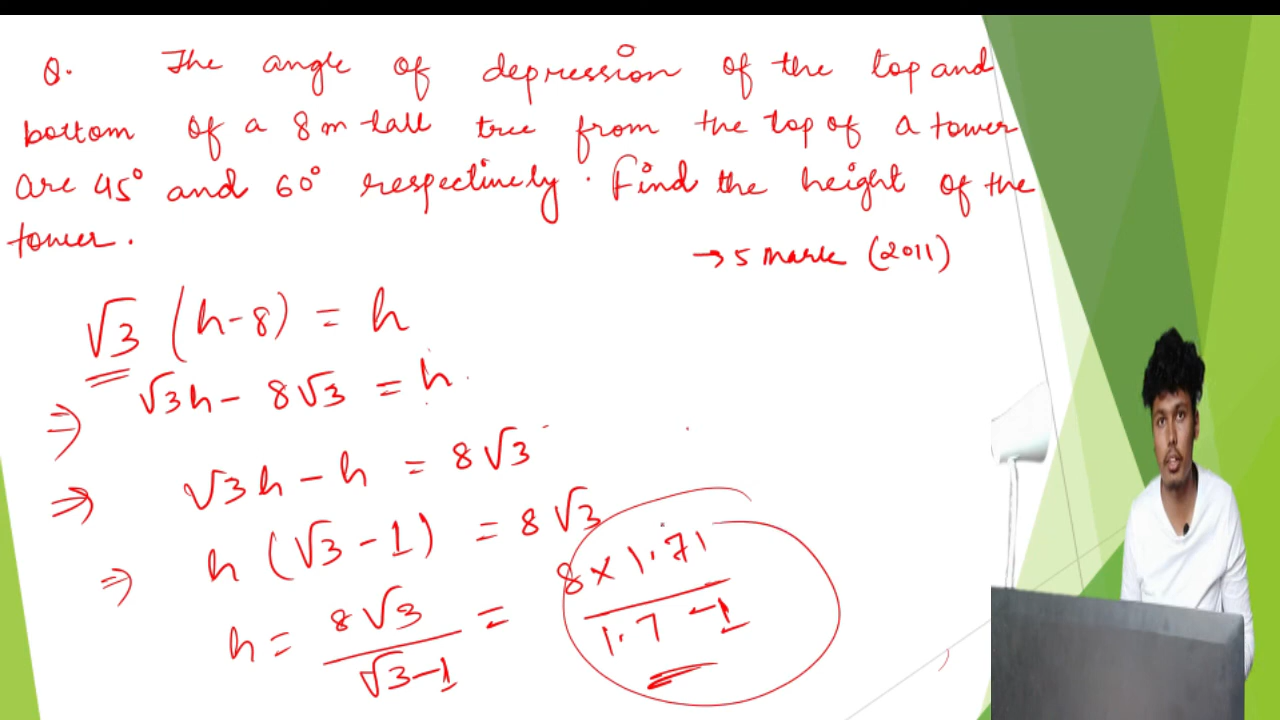 Q. The angle of depression of the top and
bottom of a 8m tall tree from the top of a tower
are 45° and 60° respectively. Find the height of the
tower.
→ 5 mark (2011)
√3 (h-8) = h
⇒ √3h - 8√3 = h
⇒ √3h - h = 8√3
⇒ h (√3 - 1) = 8√3
h = 8√3 / √3-1 = 8 × 1.71 / 1.7 - 1